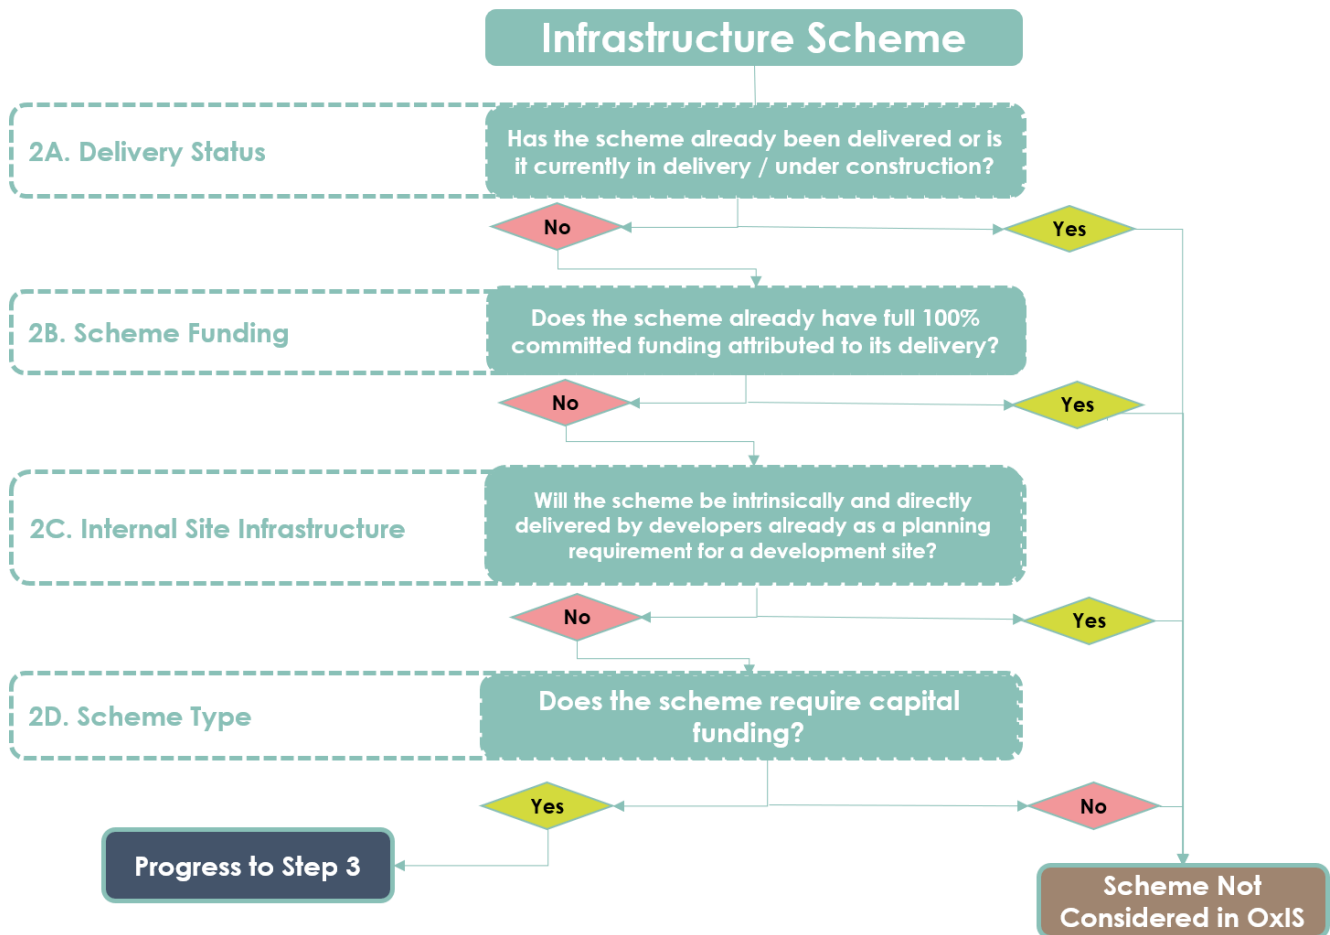 Infrastructure Scheme
2A. Delivery Status
Has the scheme already been delivered or is
it currently in delivery / under construction?
No
Yes
2B. Scheme Funding
Does the scheme already have full 100%
committed funding attributed to its delivery?
No
Yes
2C. Internal Site Infrastructure
Will the scheme be intrinsically and directly
delivered by developers already as a planning
requirement for a development site?
No
Yes
2D. Scheme Type
Does the scheme require capital
funding?
Yes
No
Progress to Step 3
Scheme Not
Considered in OxIS